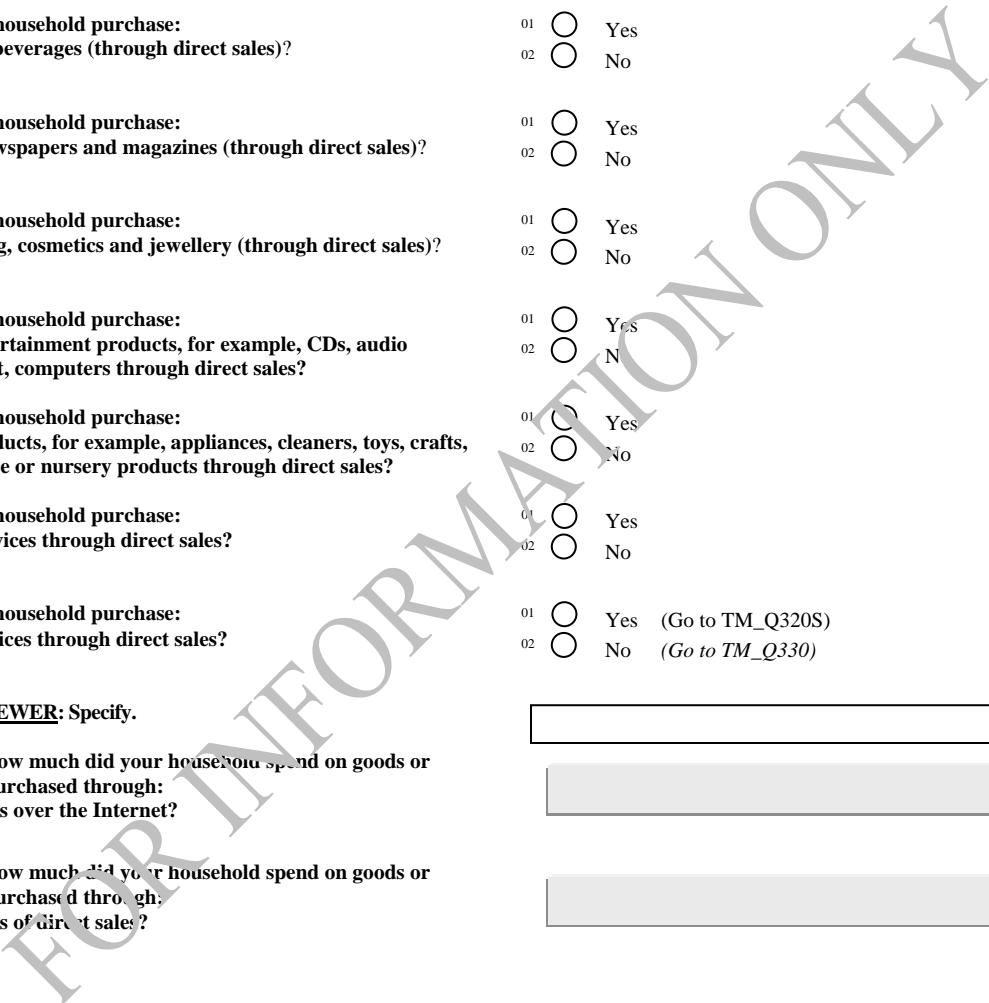 household purchase:
beverages (through direct sales)?
01 Yes
02 No
household purchase:
wspapers and magazines (through direct sales)?
01 Yes
02 No
household purchase:
g, cosmetics and jewellery (through direct sales)?
01 Yes
02 No
household purchase:
ertainment products, for example, CDs, audio
t, computers through direct sales?
01 Yes
02 No
household purchase:
ducts, for example, appliances, cleaners, toys, crafts,
e or nursery products through direct sales?
01 Yes
02 No
household purchase:
vices through direct sales?
01 Yes
02 No
household purchase:
ices through direct sales?
01 Yes (Go to TM_Q320S)
02 No (Go to TM_Q330)
EWER: Specify.
ow much did your household spend on goods or
urchased through:
s over the Internet?
ow much did your household spend on goods or
urchased through:
s of direct sales?
FOR INFORMATION ONLY